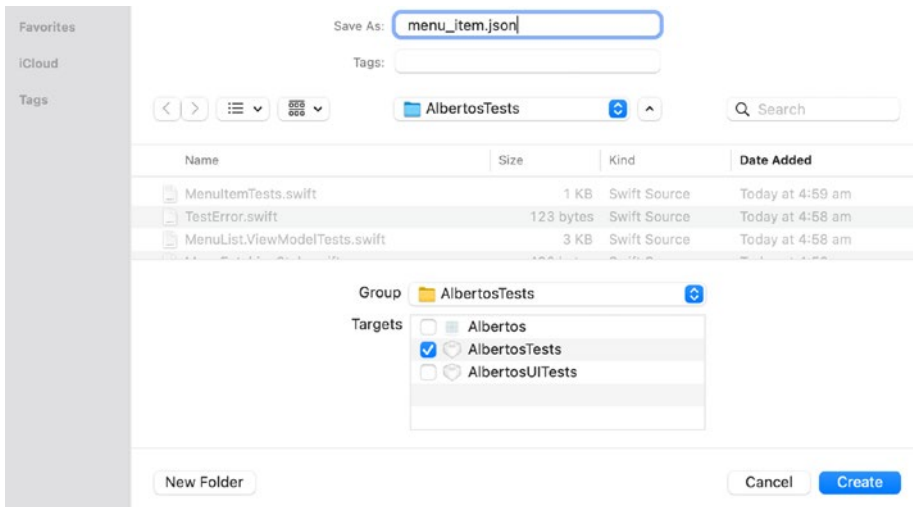 Favorites
iCloud
Tags
Save As: menu_item.json
Tags:
AlbertosTests
Search
Name Size Kind Date Added
MenuItemTests.swift 1 KB Swift Source Today at 4:59 am
TestError.swift 123 bytes Swift Source Today at 4:58 am
MenuList.ViewModelTests.swift 3 KB Swift Source Today at 4:58 am
Group AlbertosTests
Targets Albertos
AlbertosTests
AlbertosUITests
New Folder Cancel Create